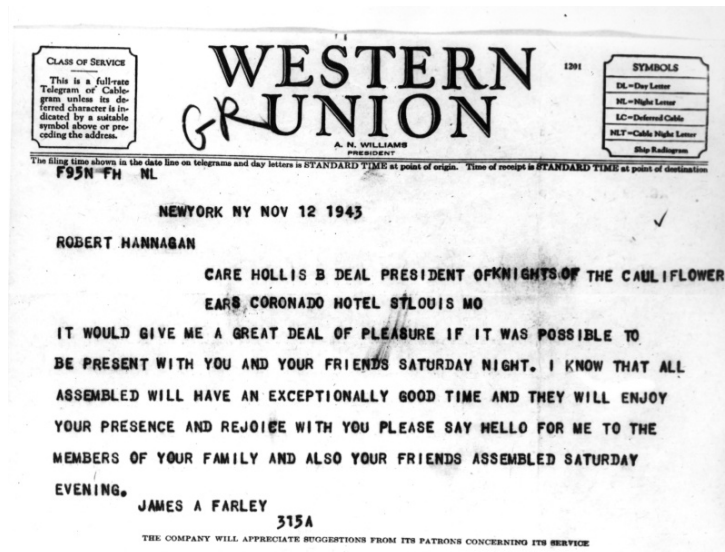 CLASS OF SERVICE
This is a full-rate
Telegram or Cable-
gram unless its de-
ferred character is in-
dicated by a suitable
symbol above or pre-
ceding the address.
WESTERN
UNION
GR
A. N. WILLIAMS
PRESIDENT
1201
SYMBOLS
DL=Day Letter
NL=Night Letter
LC=Deferred Cable
NLT=Cable Night Letter
Ship Radiogram
The filing time shown in the date line on telegrams and day letters is STANDARD TIME at point of origin. Time of receipt is STANDARD TIME at point of destination
F95N FH NL
NEWYORK NY NOV 12 1943
ROBERT HANNAGAN
CARE HOLLIS B DEAL PRESIDENT OFKNIGHTS OF THE CAULIFLOWER
EARS CORONADO HOTEL STLOUIS MO
IT WOULD GIVE ME A GREAT DEAL OF PLEASURE IF IT WAS POSSIBLE TO
BE PRESENT WITH YOU AND YOUR FRIENDS SATURDAY NIGHT. I KNOW THAT ALL
ASSEMBLED WILL HAVE AN EXCEPTIONALLY GOOD TIME AND THEY WILL ENJOY
YOUR PRESENCE AND REJOICE WITH YOU PLEASE SAY HELLO FOR ME TO THE
MEMBERS OF YOUR FAMILY AND ALSO YOUR FRIENDS ASSEMBLED SATURDAY
EVENING.
JAMES A FARLEY
315A
THE COMPANY WILL APPRECIATE SUGGESTIONS FROM ITS PATRONS CONCERNING ITS SERVICE